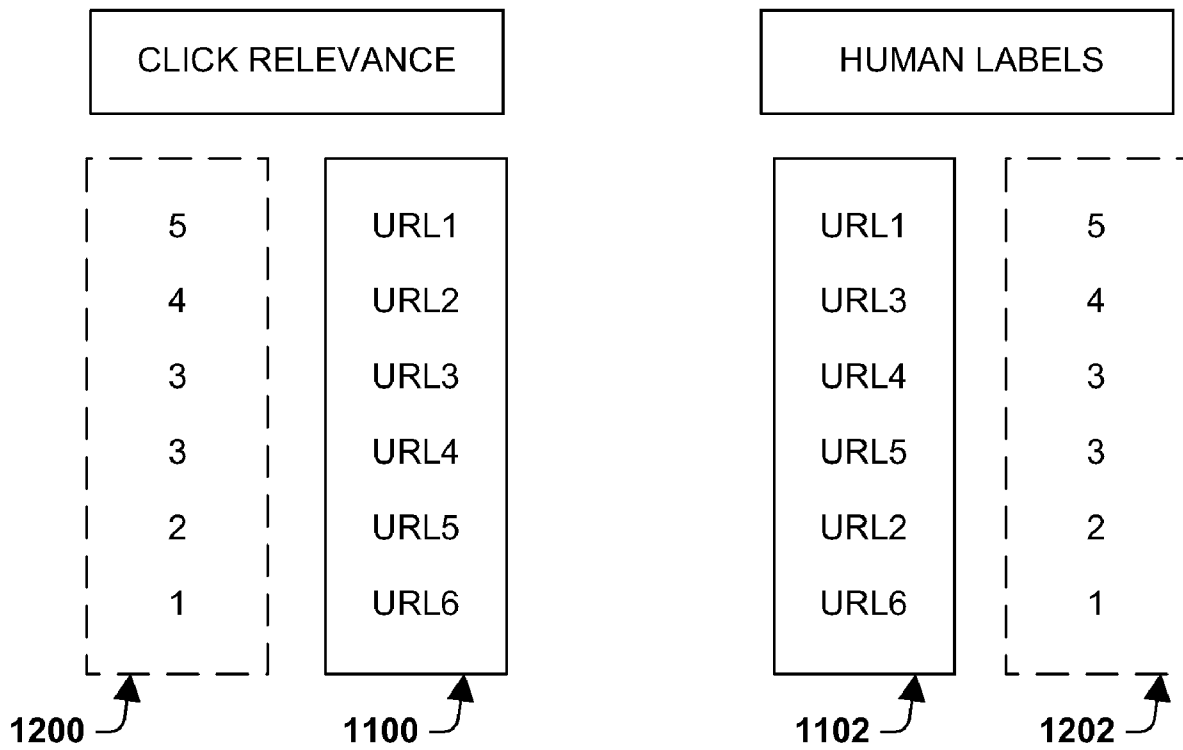 CLICK RELEVANCE HUMAN LABELS
5 URL1 URL1 5
4 URL2 URL3 4
3 URL3 URL4 3
3 URL4 URL5 3
2 URL5 URL2 2
1 URL6 URL6 1
1200 1100 1102 1202